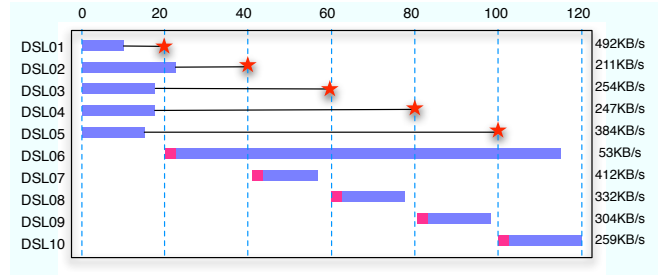 0 20 40 60 80 100 120
DSL01 492KB/s
DSL02 211KB/s
DSL03 254KB/s
DSL04 247KB/s
DSL05 384KB/s
DSL06 53KB/s
DSL07 412KB/s
DSL08 332KB/s
DSL09 304KB/s
DSL10 259KB/s